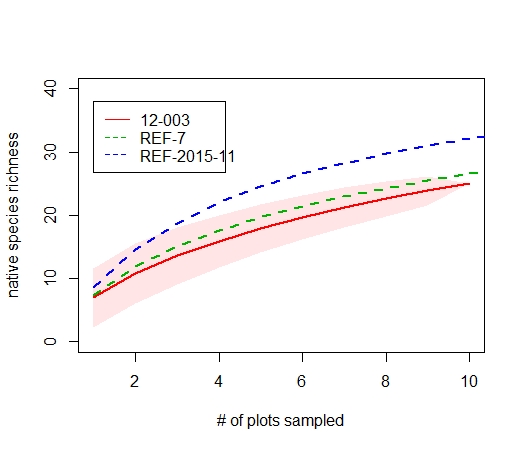 12-003
REF-7
REF-2015-11
native species richness
0
10
20
30
40
2 4 6 8 10
# of plots sampled